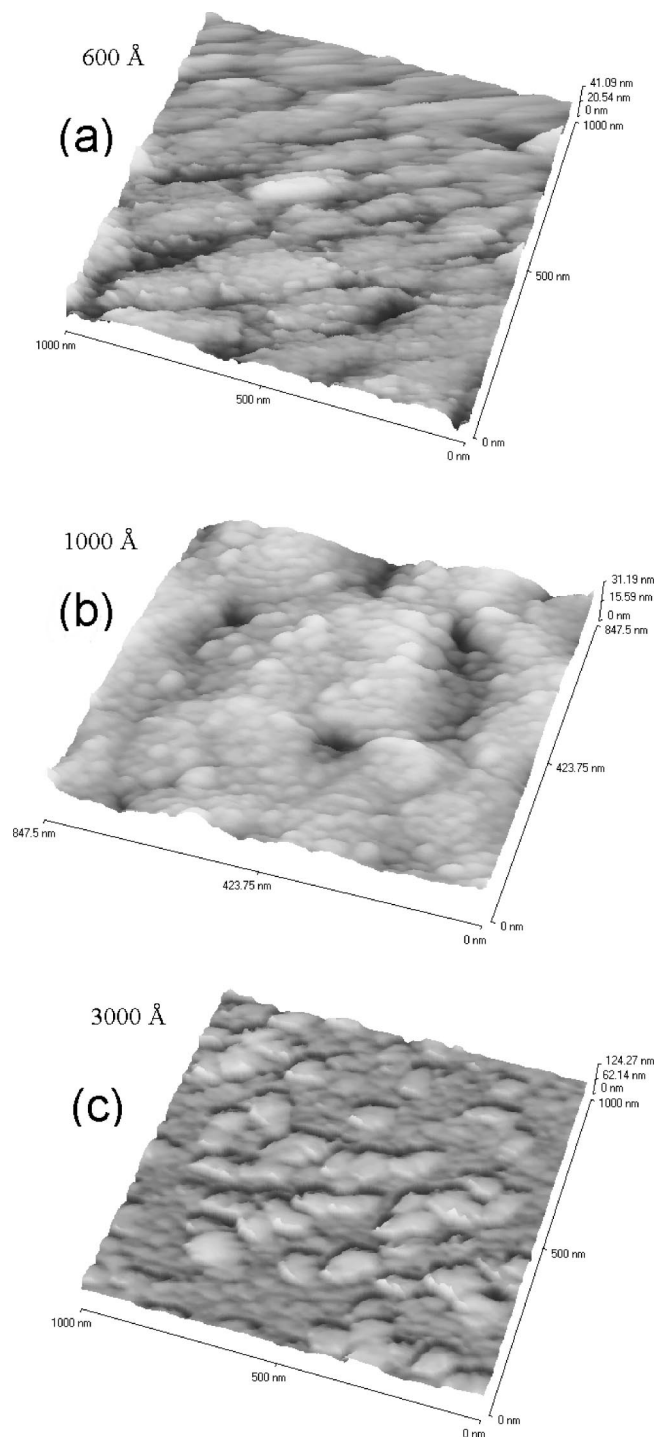 600 Å
(a)
41.09 nm
20.54 nm
0 nm
1000 nm
500 nm
0 nm
1000 nm
500 nm
0 nm
1000 Å
(b)
31.19 nm
15.59 nm
0 nm
847.5 nm
423.75 nm
0 nm
847.5 nm
423.75 nm
0 nm
3000 Å
(c)
124.27 nm
62.14 nm
0 nm
1000 nm
500 nm
0 nm
1000 nm
500 nm
0 nm